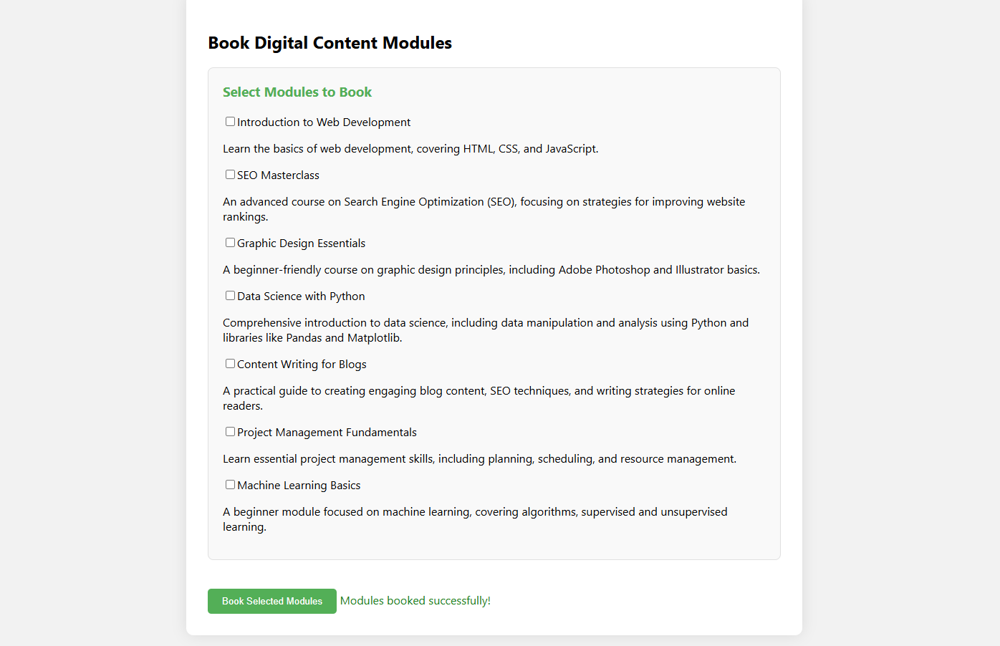 Book Digital Content Modules
Select Modules to Book
Introduction to Web Development
Learn the basics of web development, covering HTML, CSS, and JavaScript.
SEO Masterclass
An advanced course on Search Engine Optimization (SEO), focusing on strategies for improving website
rankings.
Graphic Design Essentials
A beginner-friendly course on graphic design principles, including Adobe Photoshop and Illustrator basics.
Data Science with Python
Comprehensive introduction to data science, including data manipulation and analysis using Python and
libraries like Pandas and Matplotlib.
Content Writing for Blogs
A practical guide to creating engaging blog content, SEO techniques, and writing strategies for online
readers.
Project Management Fundamentals
Learn essential project management skills, including planning, scheduling, and resource management.
Machine Learning Basics
A beginner module focused on machine learning, covering algorithms, supervised and unsupervised
learning.
Book Selected Modules Modules booked successfully!